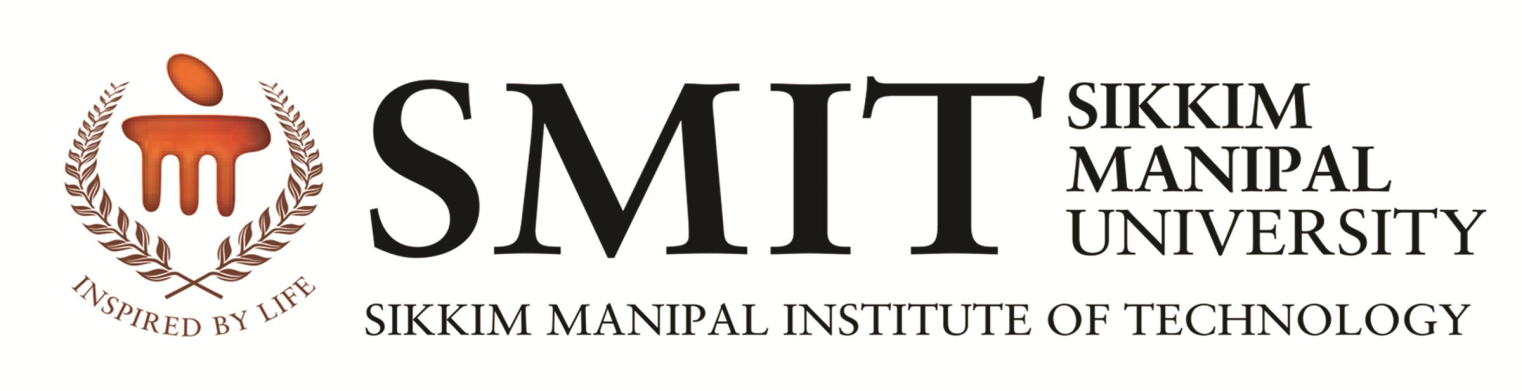 INSPIRED BY LIFE
SMIT
SIKKIM
MANIPAL
UNIVERSITY
SIKKIM MANIPAL INSTITUTE OF TECHNOLOGY